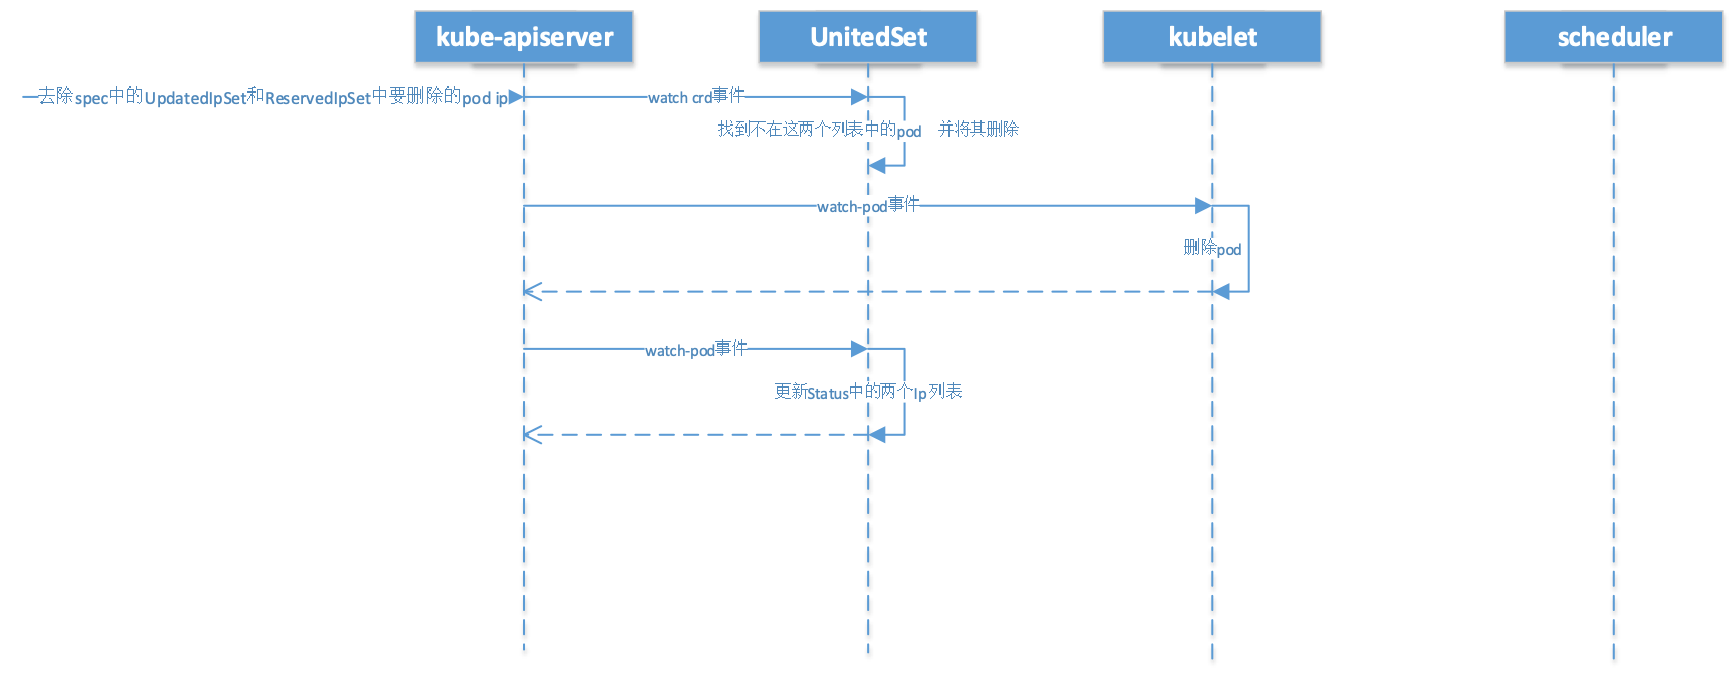 kube-apiserver
UnitedSet
kubelet
scheduler
去除spec中的UpdatedIpSet和ReservedIpSet中要删除的pod ip
watch crd事件
找到不在这两个列表中的pod 并将其删除
watch-pod事件
删除pod
watch-pod事件
更新Status中的两个Ip列表